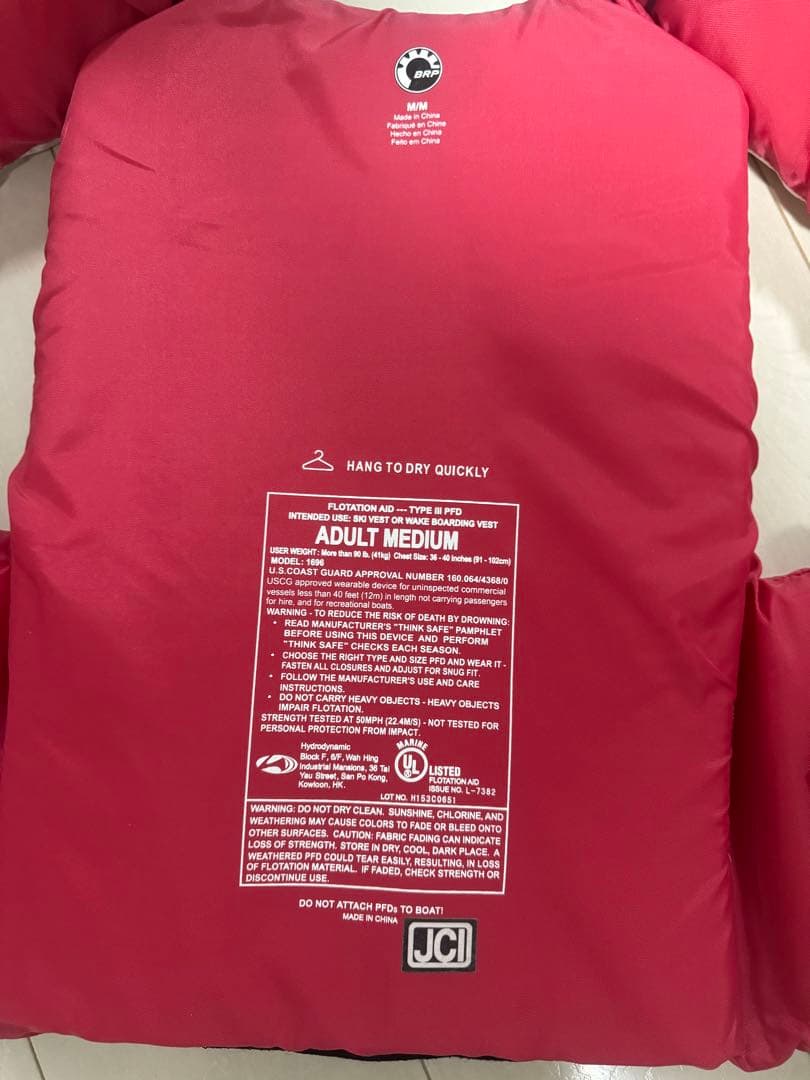 BRP
M/M
Made in China
Fabriqué en Chine
Hecho en China
Feito em China
HANG TO DRY QUICKLY
FLOTATION AID --- TYPE III PFD
INTENDED USE: SKI VEST OR WAKE BOARDING VEST
ADULT MEDIUM
USER WEIGHT: More than 90 lb. (41kg) Chest Size: 36 - 40 inches (91 - 102cm)
MODEL: 1696
U.S.COAST GUARD APPROVAL NUMBER 160.064/4368/0
USCG approved wearable device for uninspected commercial
vessels less than 40 feet (12m) in length not carrying passengers
for hire, and for recreational boats.
WARNING - TO REDUCE THE RISK OF DEATH BY DROWNING:
• READ MANUFACTURER'S "THINK SAFE" PAMPHLET
BEFORE USING THIS DEVICE AND PERFORM
"THINK SAFE" CHECKS EACH SEASON.
• CHOOSE THE RIGHT TYPE AND SIZE PFD AND WEAR IT -
FASTEN ALL CLOSURES AND ADJUST FOR SNUG FIT.
• FOLLOW THE MANUFACTURER'S USE AND CARE
INSTRUCTIONS.
• DO NOT CARRY HEAVY OBJECTS - HEAVY OBJECTS
IMPAIR FLOTATION.
STRENGTH TESTED AT 50MPH (22.4M/S) - NOT TESTED FOR
PERSONAL PROTECTION FROM IMPACT.
Hydrodynamic
Block F, 6/F, Wah Hing
Industrial Mansions, 36 Tai
Yau Street, San Po Kong,
Kowloon, HK.
MARINE
UL
LISTED
FLOTATION AID
ISSUE NO. L-7382
LOT NO. H153C0651
WARNING: DO NOT DRY CLEAN. SUNSHINE, CHLORINE, AND
WEATHERING MAY CAUSE COLORS TO FADE OR BLEED ONTO
OTHER SURFACES. CAUTION: FABRIC FADING CAN INDICATE
LOSS OF STRENGTH. STORE IN DRY, COOL, DARK PLACE. A
WEATHERED PFD COULD TEAR EASILY, RESULTING, IN LOSS
OF FLOTATION MATERIAL. IF FADED, CHECK STRENGTH OR
DISCONTINUE USE.
DO NOT ATTACH PFDs TO BOAT!
MADE IN CHINA
JCI